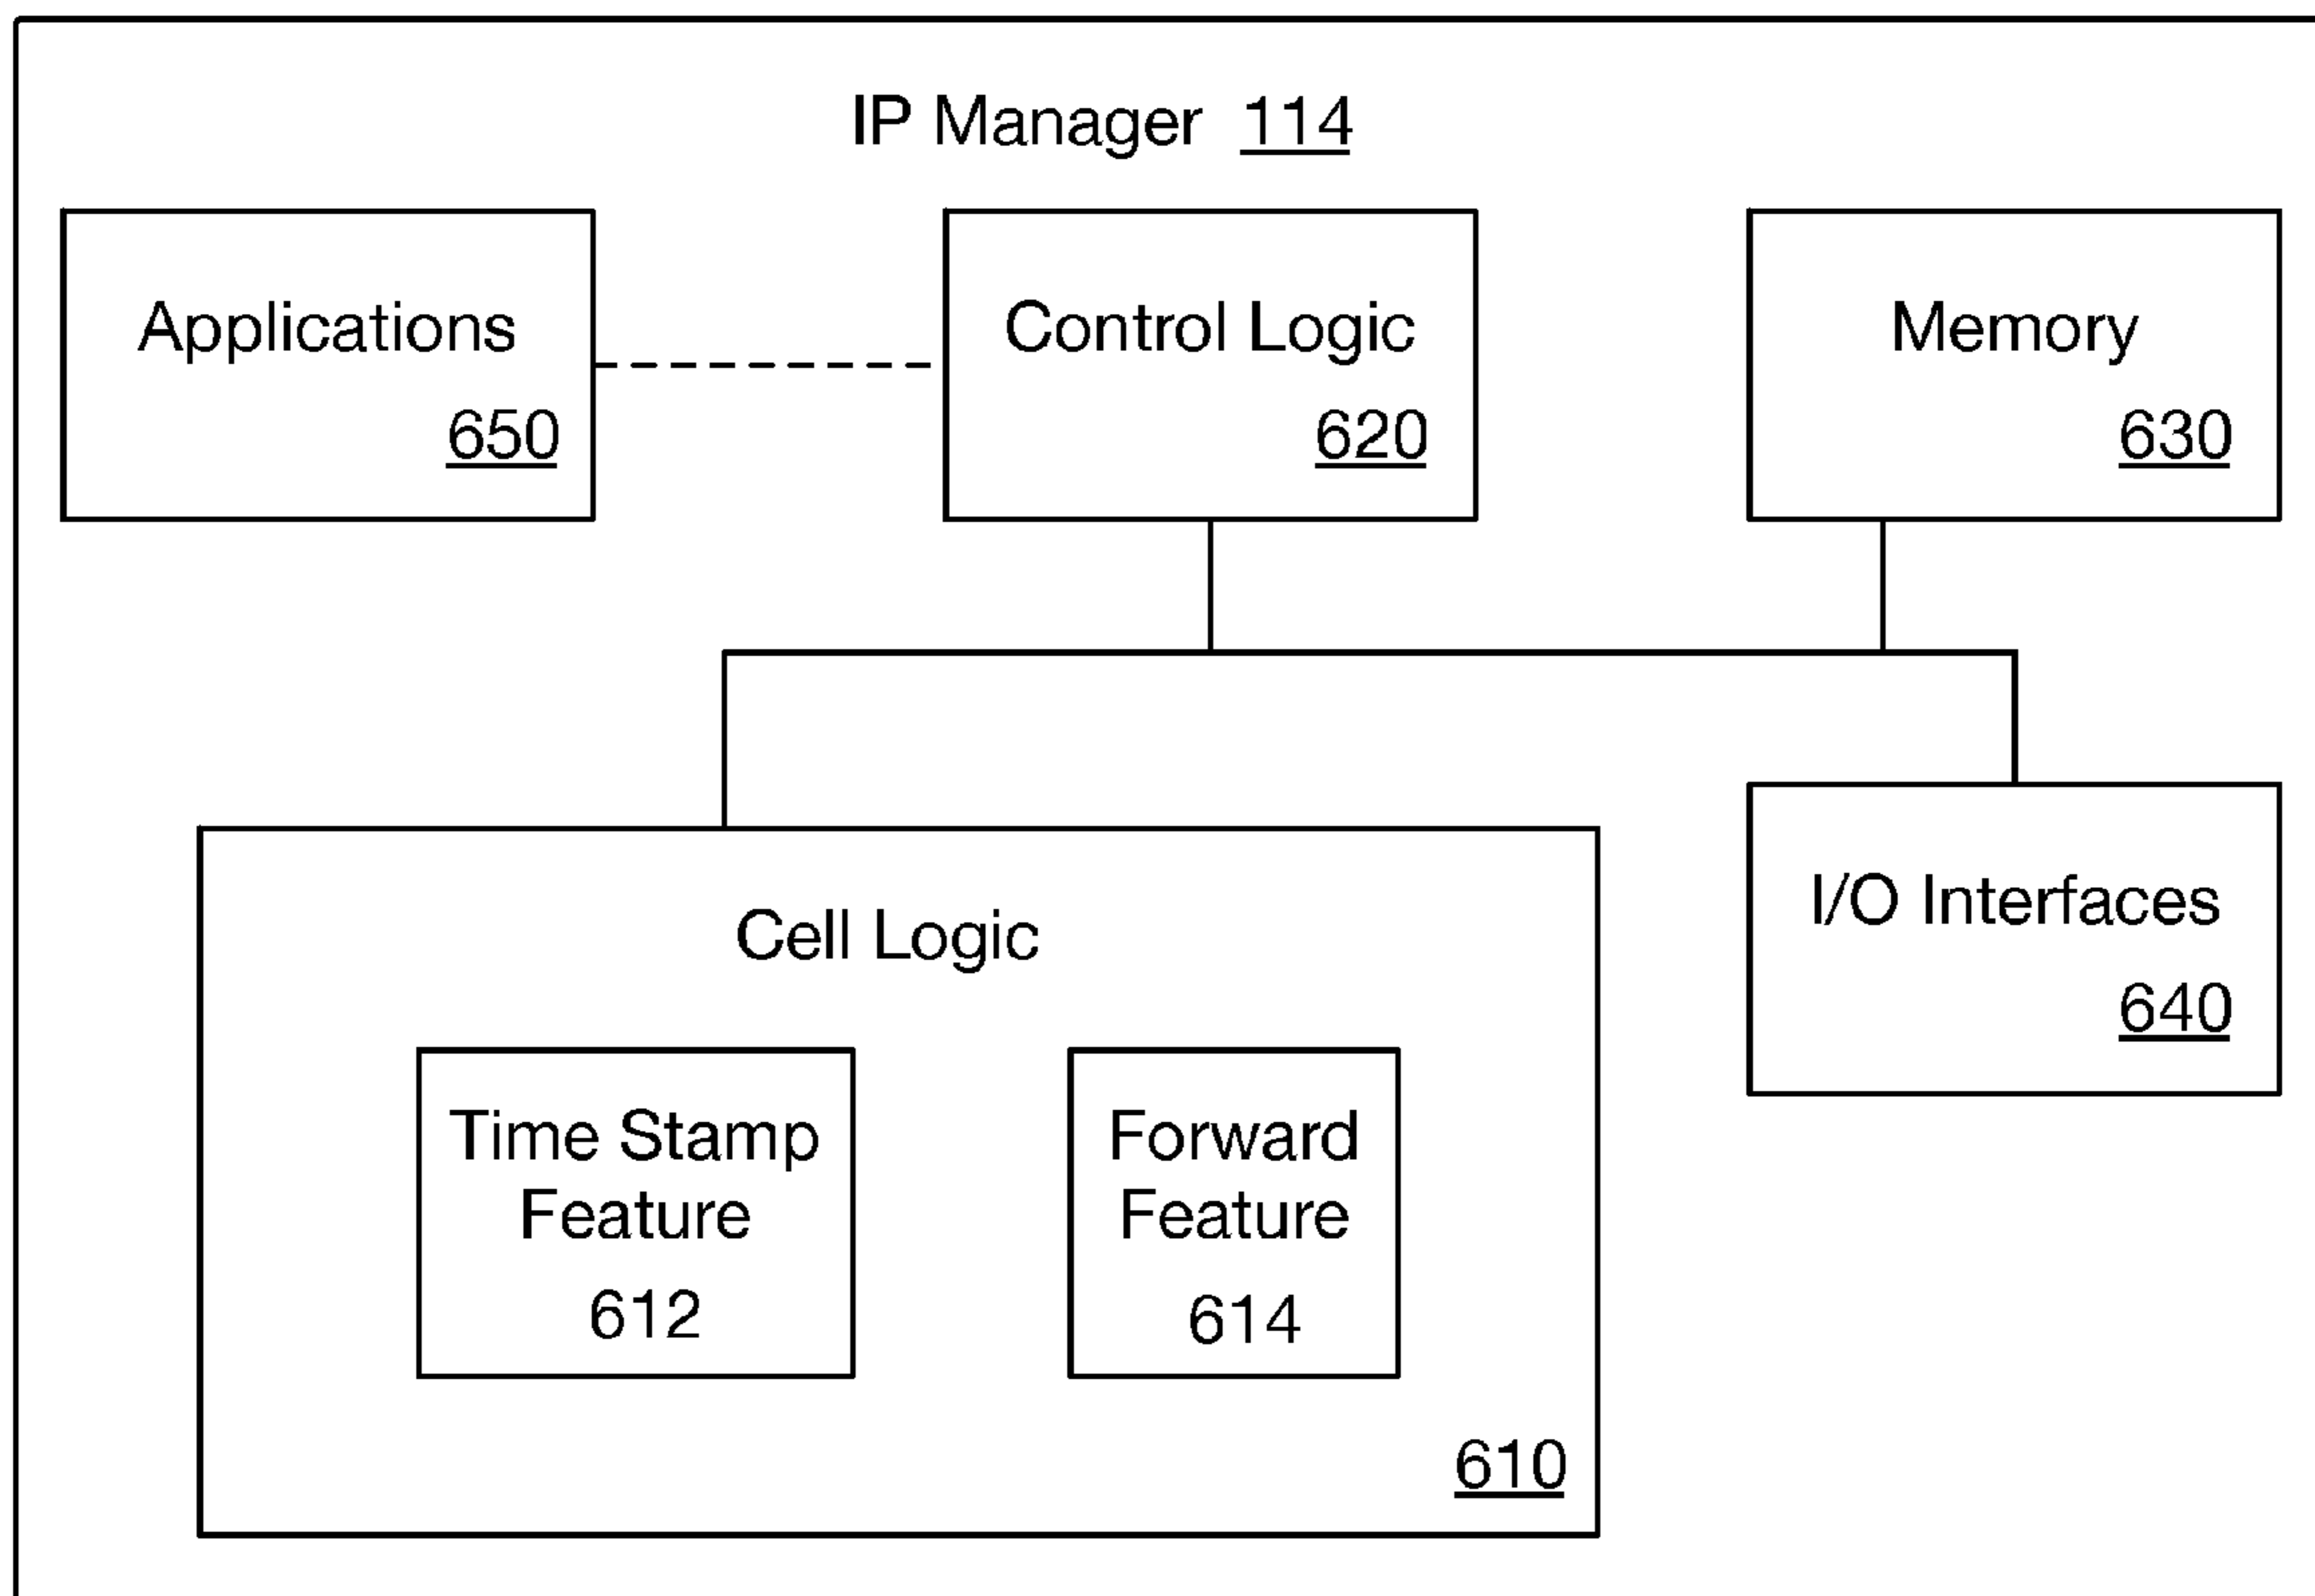 IP Manager 114
Applications
650
Control Logic
620
Memory
630
Cell Logic
Time Stamp
Feature
612
Forward
Feature
614
610
I/O Interfaces
640